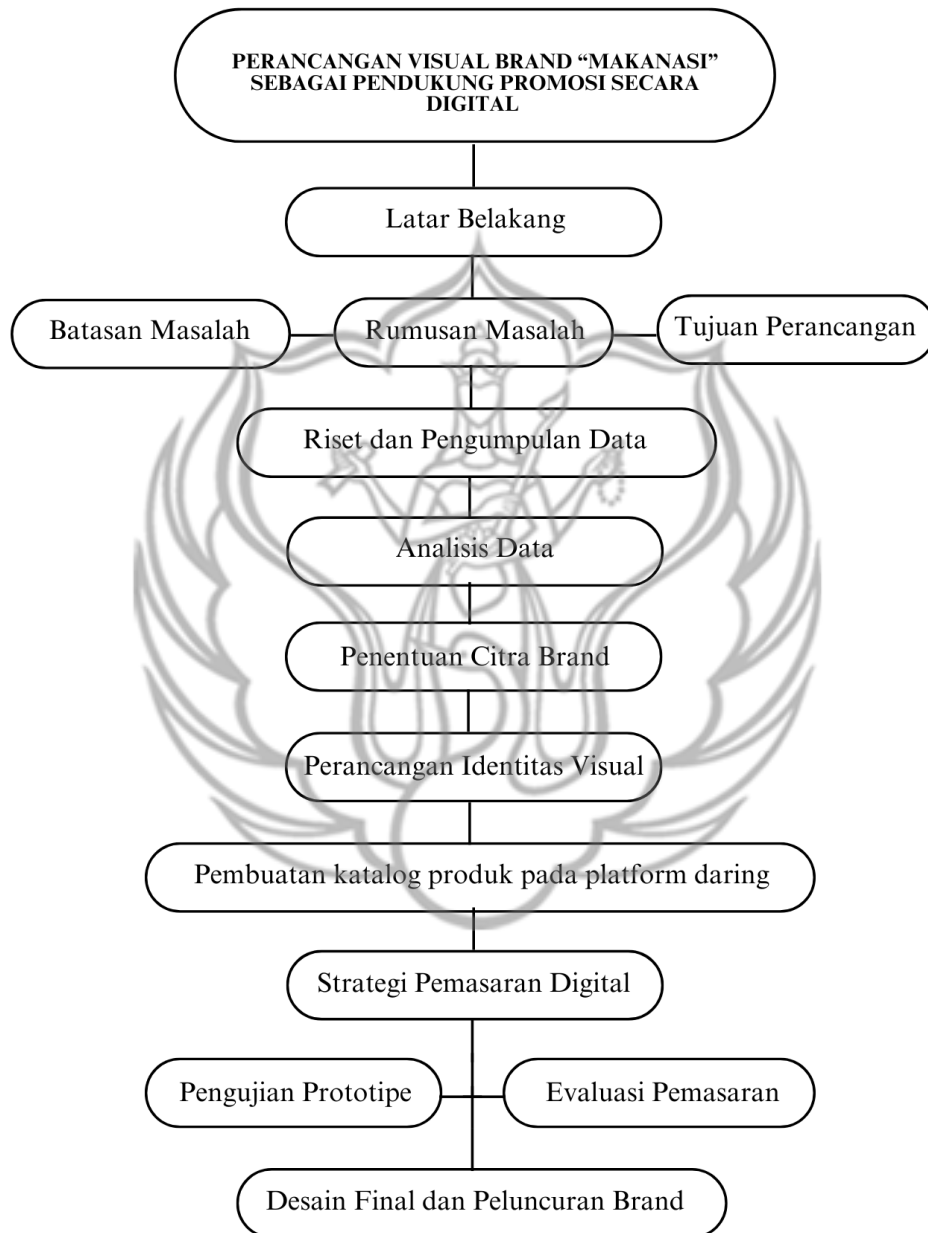 PERANCANGAN VISUAL BRAND “MAKANASI”
SEBAGAI PENDUKUNG PROMOSI SECARA
DIGITAL
Latar Belakang
Batasan Masalah
Rumusan Masalah
Tujuan Perancangan
Riset dan Pengumpulan Data
Analisis Data
Penentuan Citra Brand
Perancangan Identitas Visual
Pembuatan katalog produk pada platform daring
Strategi Pemasaran Digital
Pengujian Prototipe
Evaluasi Pemasaran
Desain Final dan Peluncuran Brand